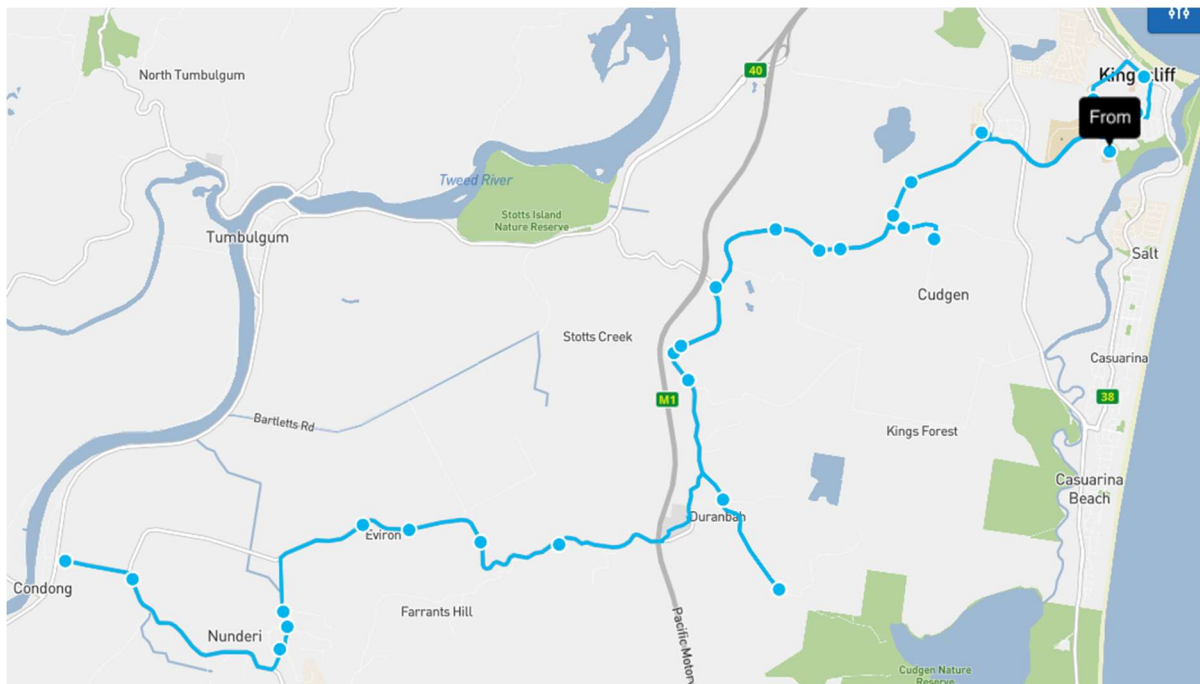 North Tumbulgum
40
Kingscliff
From
Tweed River
Stotts Island
Nature Reserve
Tumbulgum
Salt
Cudgen
Stotts Creek
Casuarina
M1
38
Bartletts Rd
Kings Forest
Casuarina
Beach
Duranbah
Eviron
Condong
Farrants Hill
Nunderi
Pacific Motorw
Cudgen Nature
Reserve